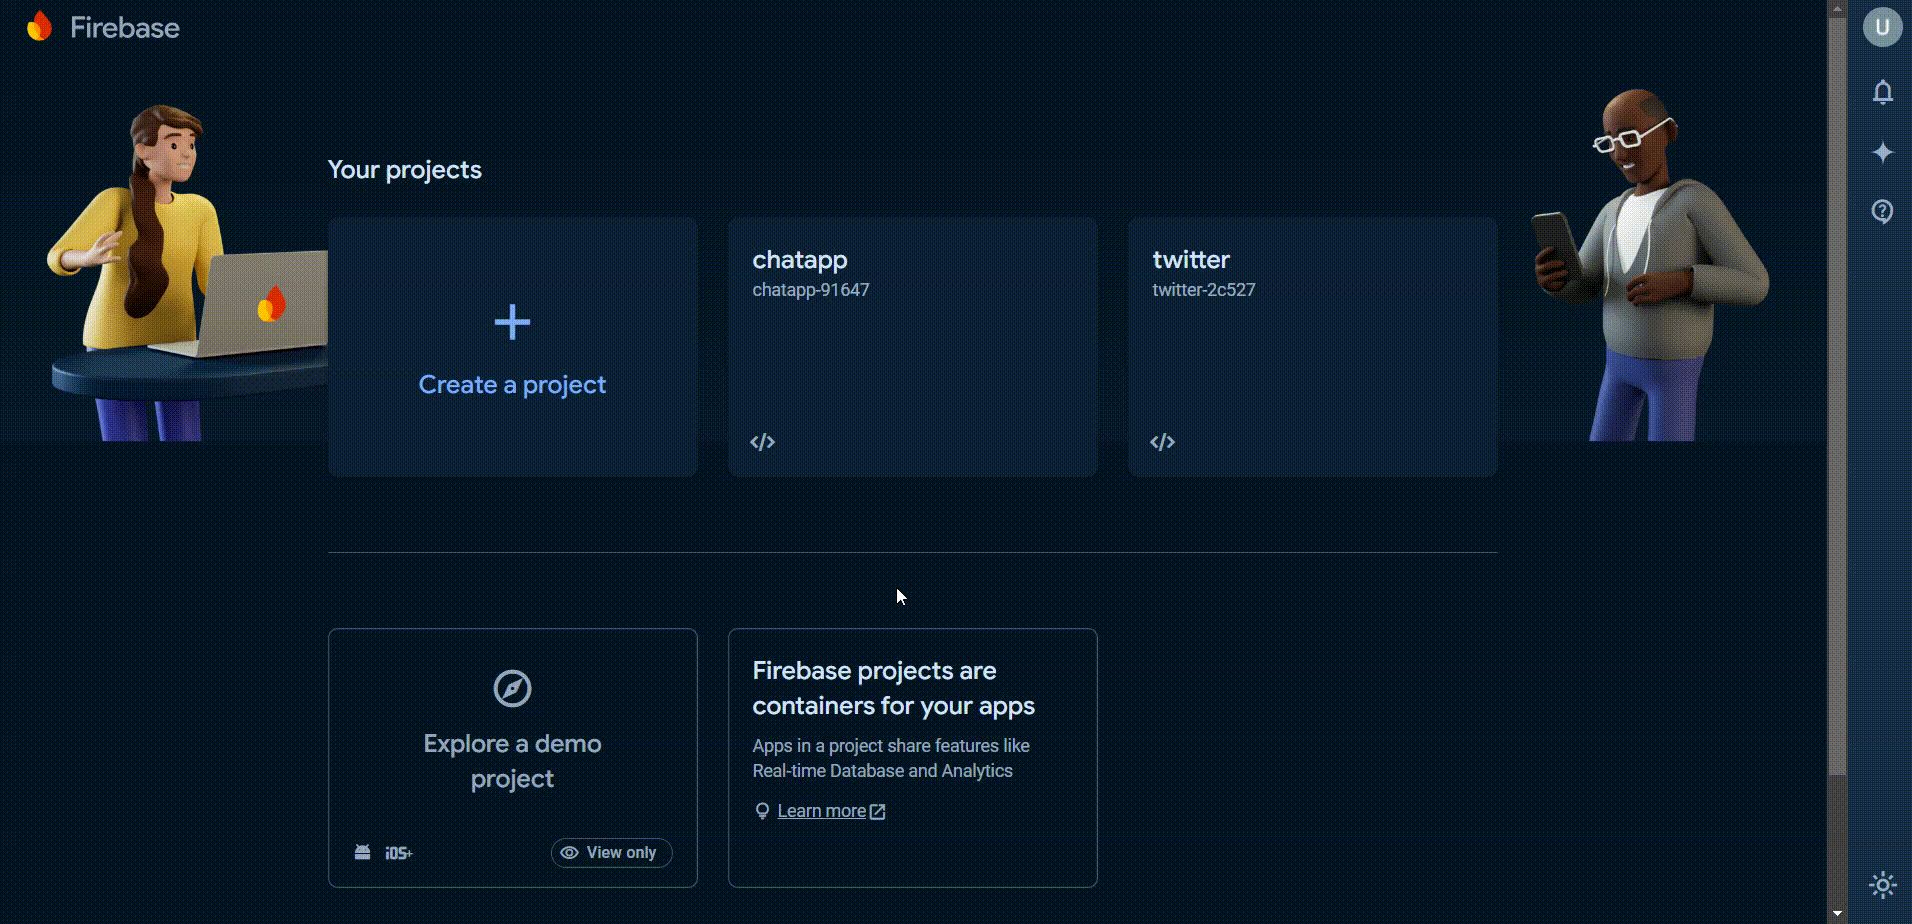 Firebase
U
Your projects
Create a project
chatapp
chatapp-91647
</>
twitter
twitter-2c527
</>
Explore a demo
project
iOS+
View only
Firebase projects are
containers for your apps
Apps in a project share features like
Real-time Database and Analytics
Learn more